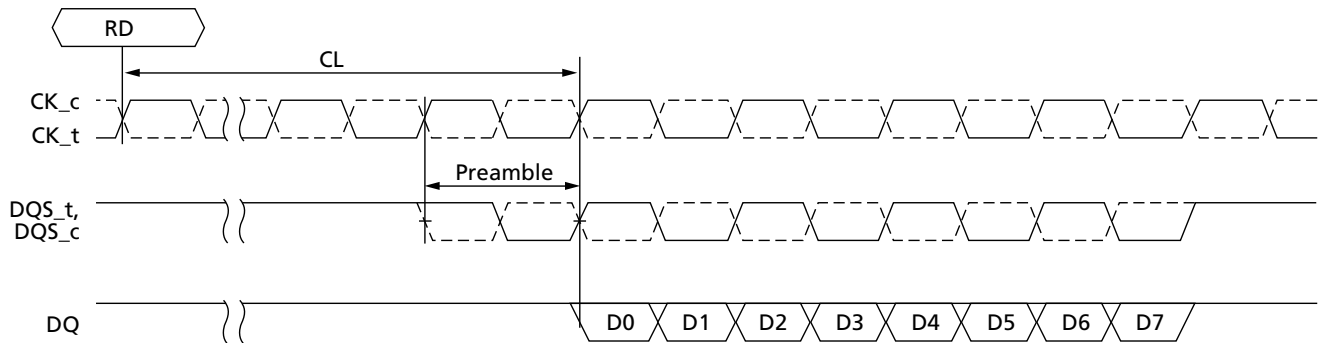 RD
CL
CK_c
CK_t
Preamble
DQS_t,
DQS_c
DQ
D0 D1 D2 D3 D4 D5 D6 D7